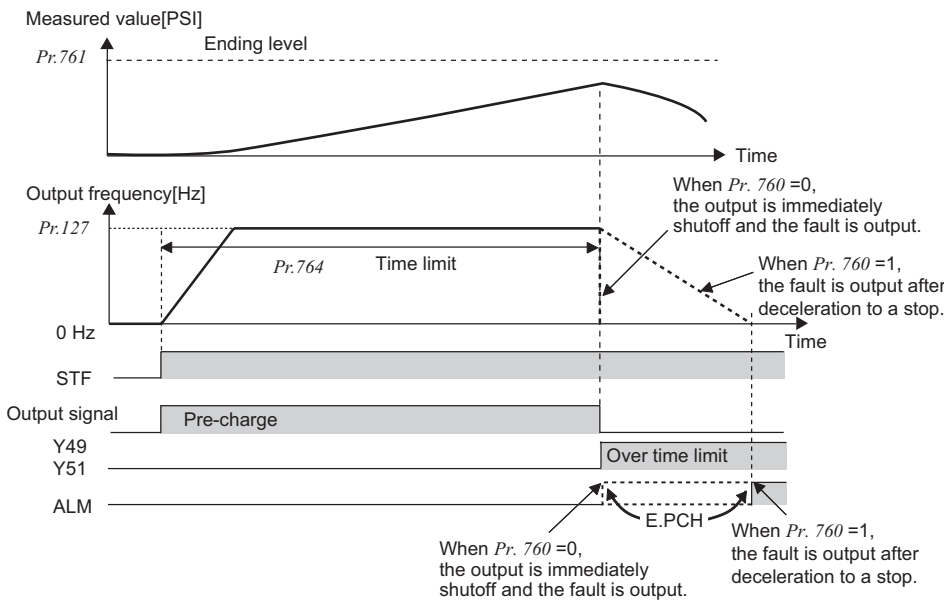 Measured value[PSI]
Pr.761
Ending level
Time
Output frequency[Hz]
Pr.127
Pr.764
Time limit
When Pr. 760 =0,
the output is immediately
shutoff and the fault is output.
When Pr. 760 =1,
the fault is output after
deceleration to a stop.
0 Hz
Time
STF
Output signal
Pre-charge
Y49
Y51
Over time limit
ALM
E.PCH
When Pr. 760 =0,
the output is immediately
shutoff and the fault is output.
When Pr. 760 =1,
the fault is output after
deceleration to a stop.